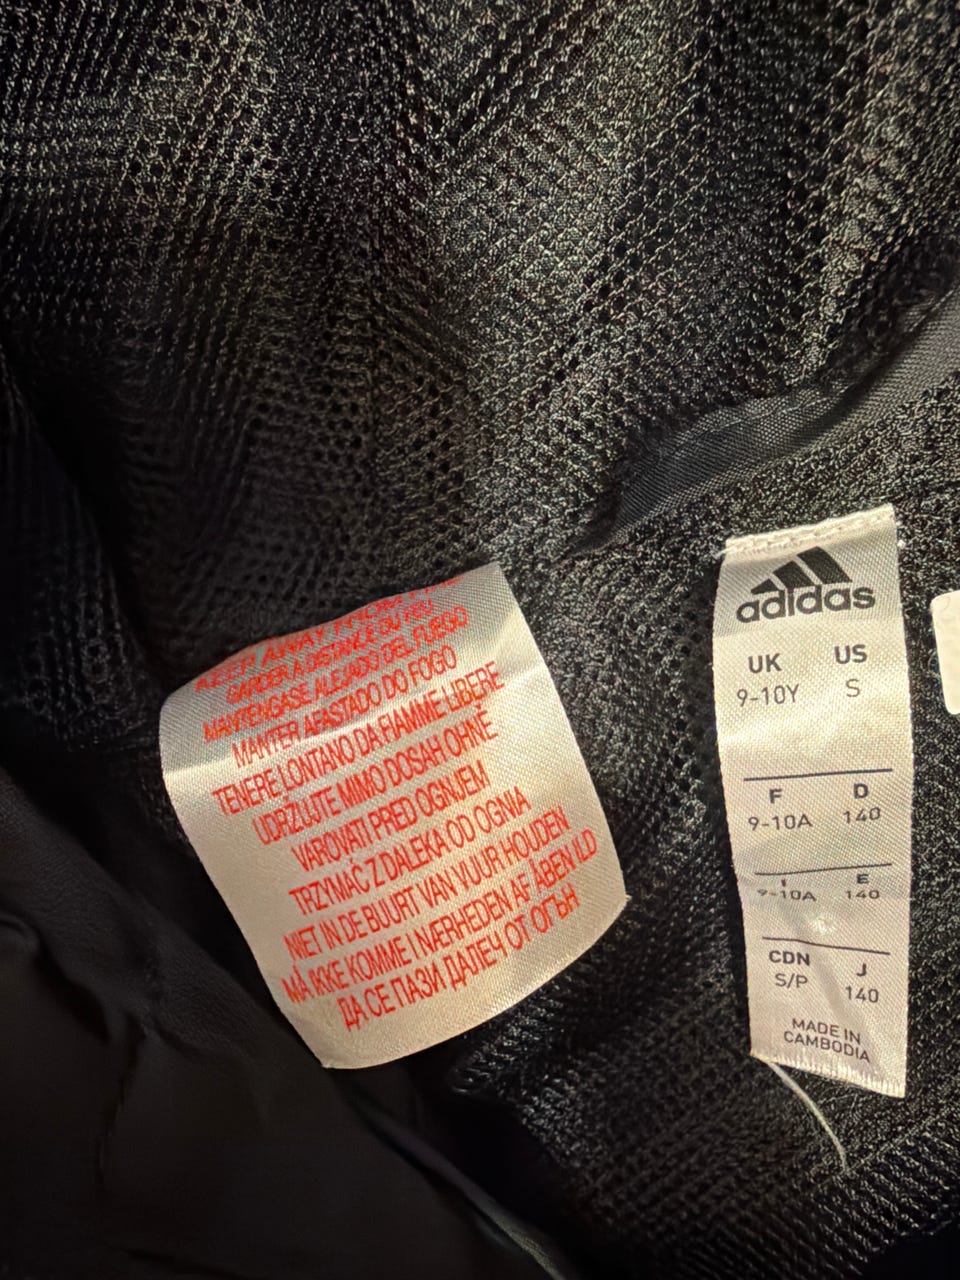 KEEP AWAY FROM FIRE
GARDER À DISTANCE DU FEU
MANTENGASE ALEJADO DEL FUEGO
MANTER AFASTADO DO FOGO
TENERE LONTANO DA FIAMME LIBERE
UDRZUJTE MIMO DOSAH OHNĚ
VAROVATI PRED OGNJEM
TRZYMAĆ Z DALEKA OD OGNIA
NIET IN DE BUURT VAN VUUR HOUDEN
MÅ IKKE KOMME I NÆRHEDEN AF ÅBEN ILD
ДА СЕ ПАЗИ ДАЛЕЧ ОТ ОГЪН
adidas
UK US
9-10Y S
F D
9-10A 140
I E
9-10A 140
CDN J
S/P 140
MADE IN
CAMBODIA